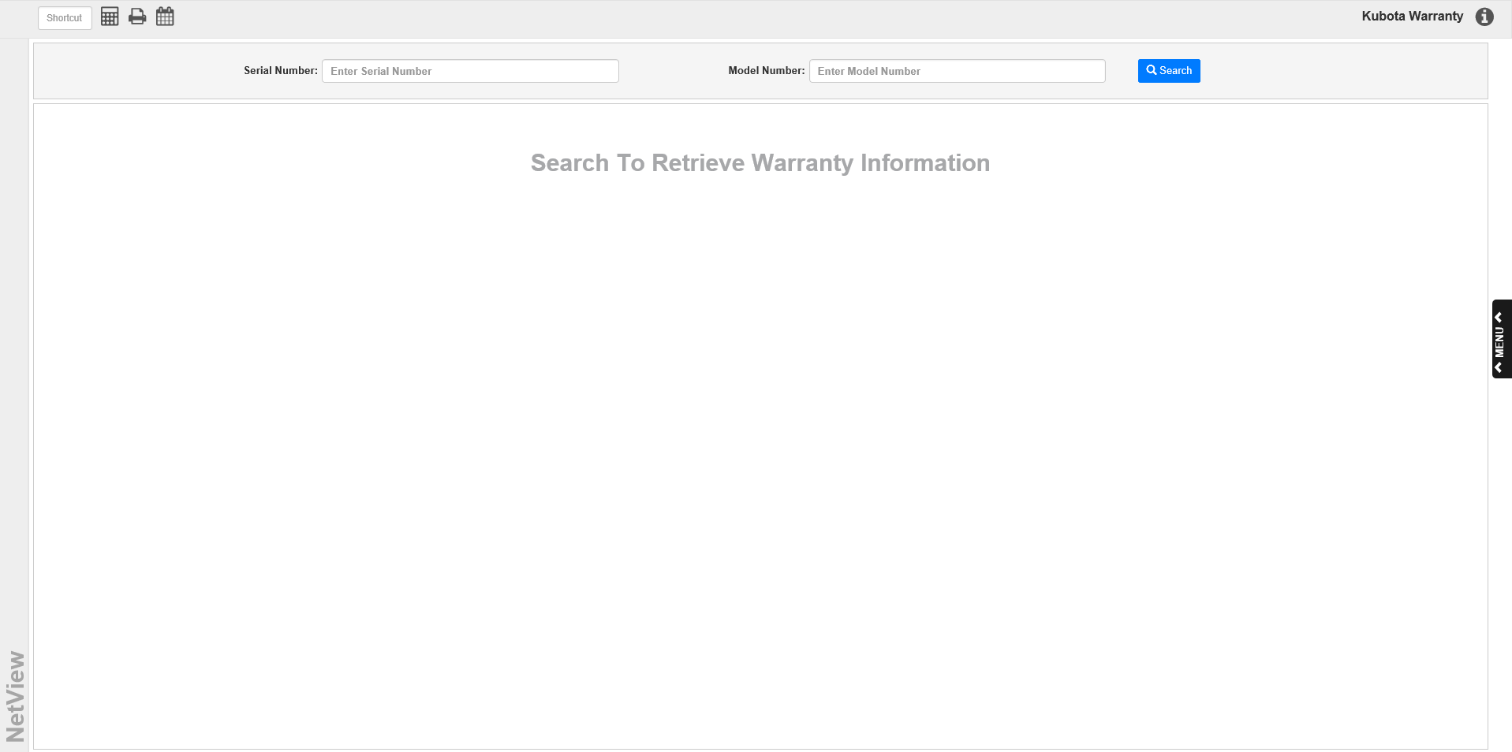 Shortcut
Kubota Warranty
Serial Number: Enter Serial Number Model Number: Enter Model Number Search
Search To Retrieve Warranty Information
MENU
NetView